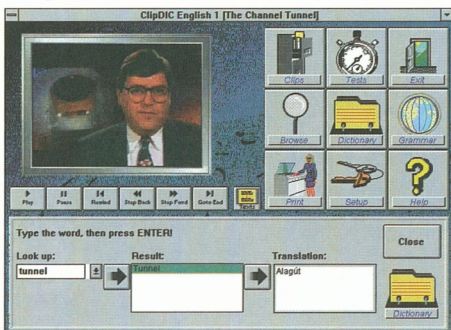 ClipDIC English 1 [The Channel Tunnel]
Clips
Tests
Exit
Browse
Dictionary
Grammar
Print
Setup
Help
Play
Pause
Rewind
Step Back
Step Fwrd
Goto End
Texts
Type the word, then press ENTER!
Close
Look up:
Result:
Translation:
tunnel
Tunnel
Alagút
Dictionary